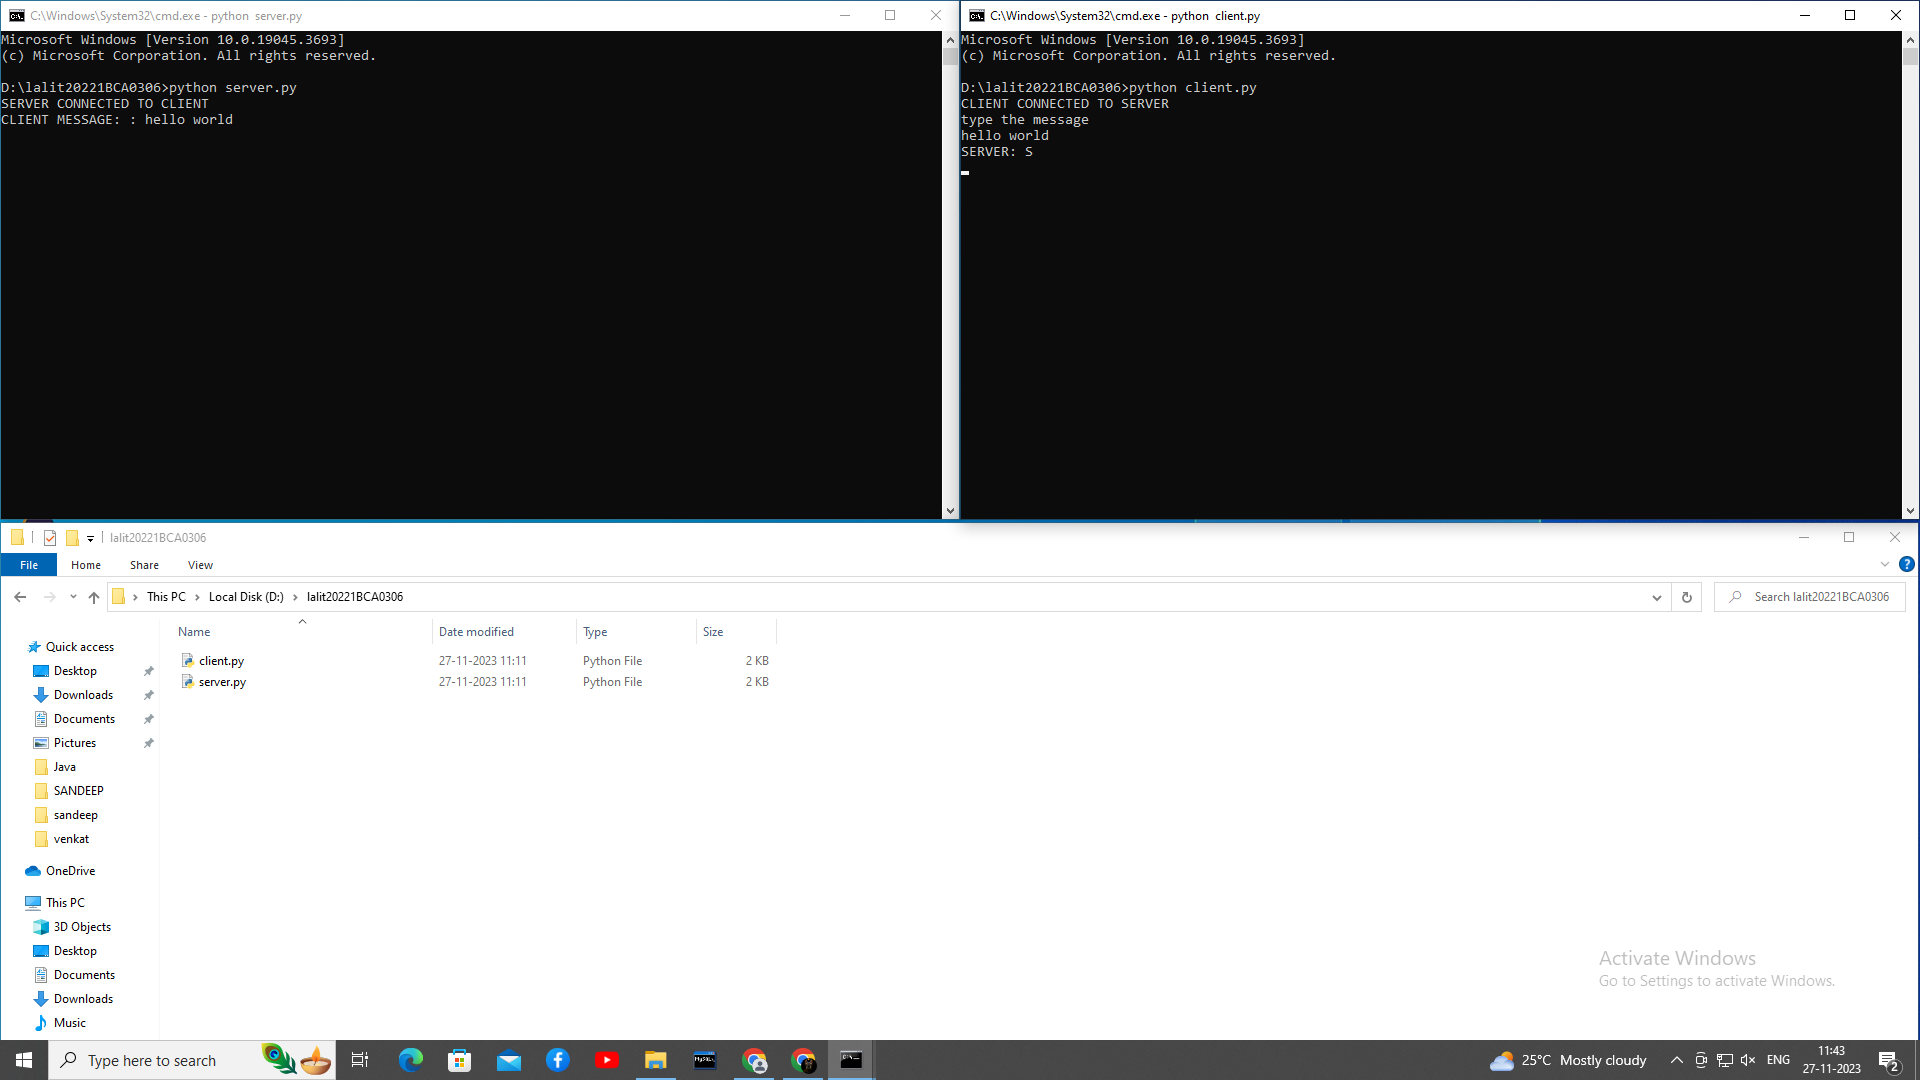 C:\Windows\System32\cmd.exe - python  server.py
Microsoft Windows [Version 10.0.19045.3693]
(c) Microsoft Corporation. All rights reserved.
D:\lalit20221BCA0306>python server.py
SERVER CONNECTED TO CLIENT
CLIENT MESSAGE: : hello world
C:\Windows\System32\cmd.exe - python  client.py
Microsoft Windows [Version 10.0.19045.3693]
(c) Microsoft Corporation. All rights reserved.
D:\lalit20221BCA0306>python client.py
CLIENT CONNECTED TO SERVER
type the message
hello world
SERVER: S
lalit20221BCA0306
File Home Share View
This PC Local Disk (D:) lalit20221BCA0306 Search lalit20221BCA0306
Name Date modified Type Size
client.py 27-11-2023 11:11 Python File 2 KB
server.py 27-11-2023 11:11 Python File 2 KB
Quick access
Desktop
Downloads
Documents
Pictures
Java
SANDEEP
sandeep
venkat
OneDrive
This PC
3D Objects
Desktop
Documents
Downloads
Music
Activate Windows
Go to Settings to activate Windows.
Type here to search
25°C Mostly cloudy
ENG
11:43
27-11-2023
2